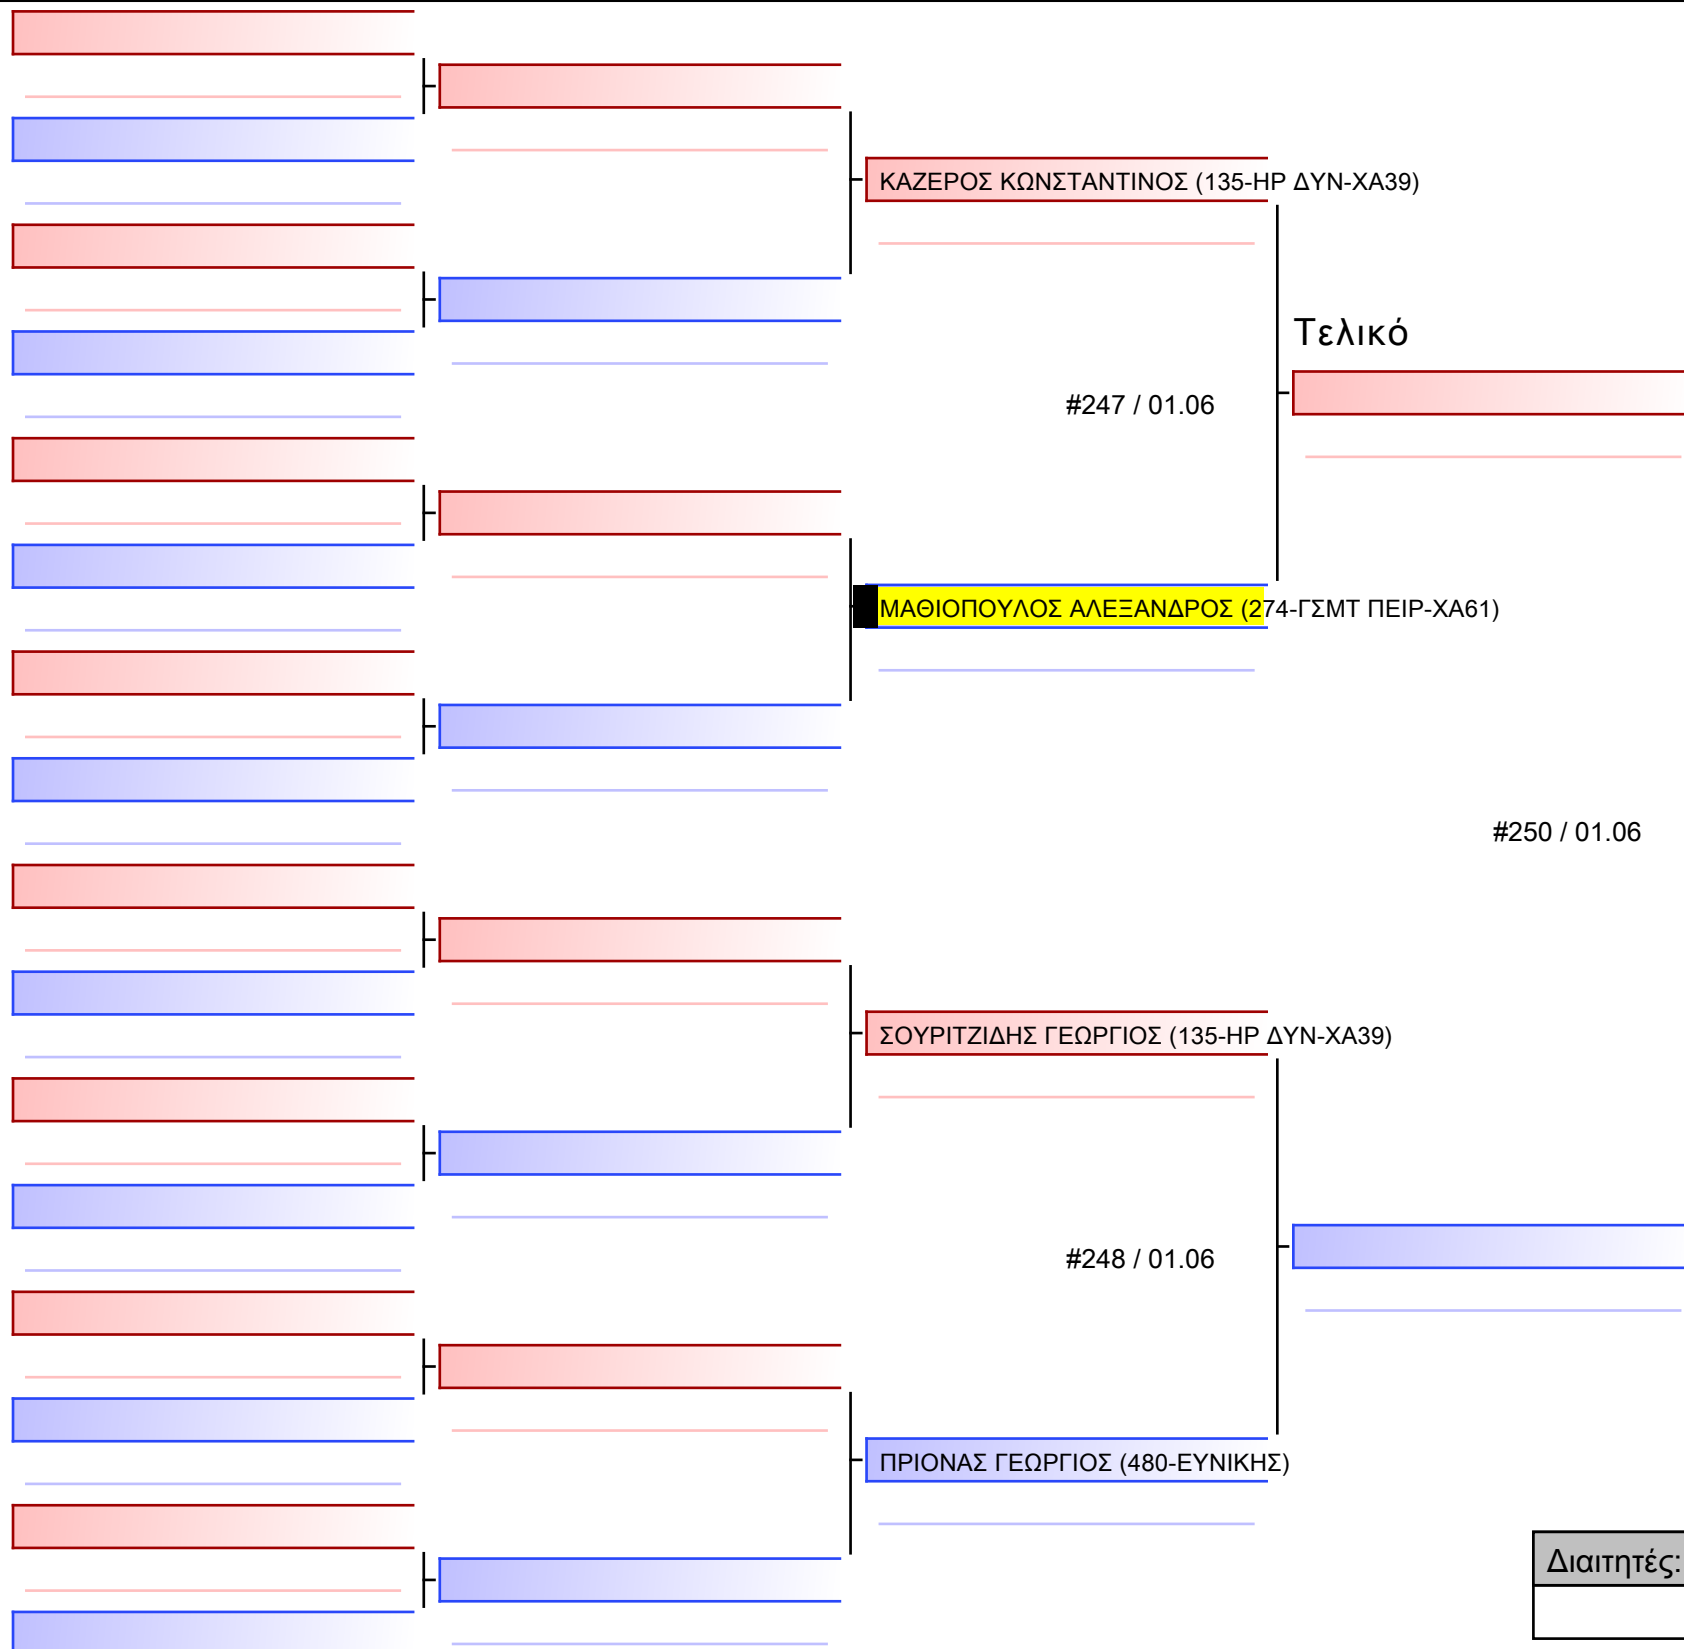 ΚΑΖΕΡΟΣ ΚΩΝΣΤΑΝΤΙΝΟΣ (135-ΗΡ ΔΥΝ-ΧΑ39)
Τελικό
#247 / 01.06
ΜΑΘΙΟΠΟΥΛΟΣ ΑΛΕΞΑΝΔΡΟΣ (274-ΓΣΜΤ ΠΕΙΡ-ΧΑ61)
#250 / 01.06
ΣΟΥΡΙΤΖΙΔΗΣ ΓΕΩΡΓΙΟΣ (135-ΗΡ ΔΥΝ-ΧΑ39)
#248 / 01.06
ΠΡΙΟΝΑΣ ΓΕΩΡΓΙΟΣ (480-ΕΥΝΙΚΗΣ)
Διαιτητές: